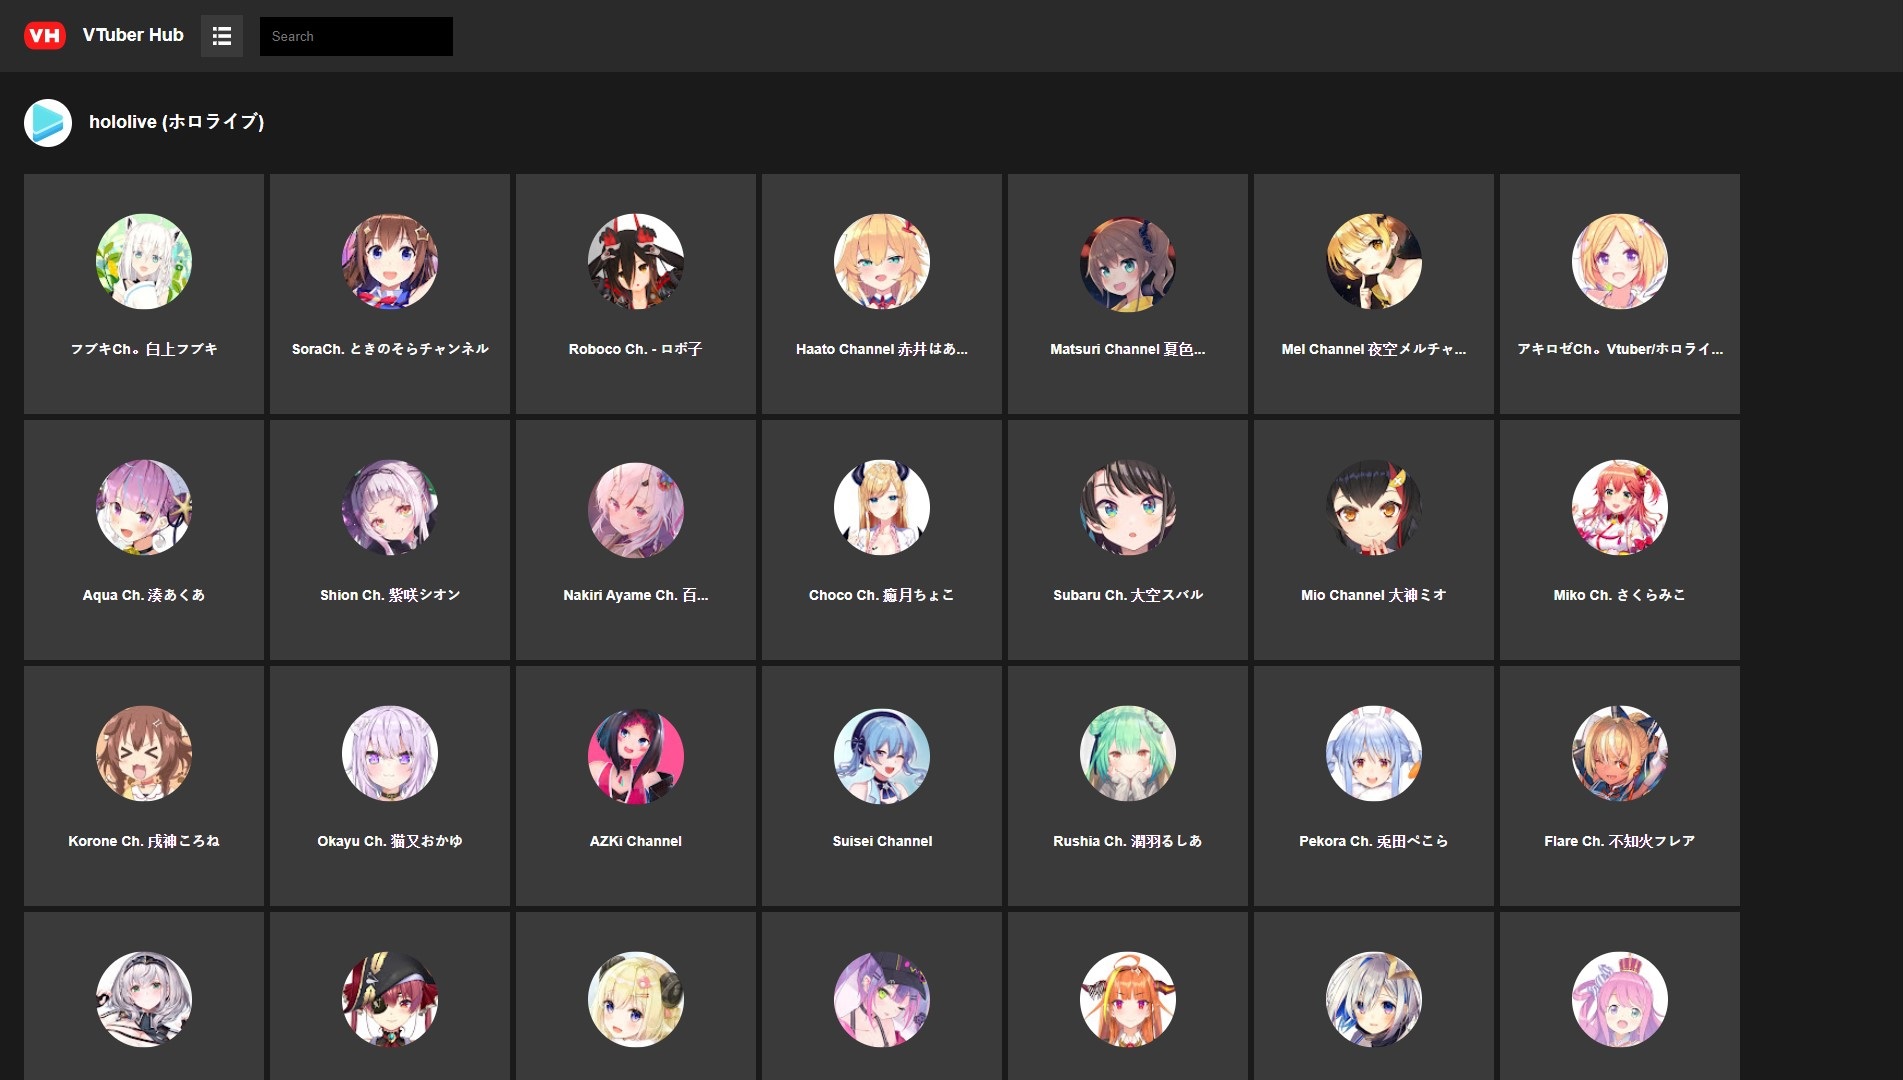 VH VTuber Hub Search
hololive (ホロライブ)
フブキCh。白上フブキ
SoraCh. ときのそらチャンネル
Roboco Ch. - ロボ子
Haato Channel 赤井はあ...
Matsuri Channel 夏色...
Mel Channel 夜空メルチャ...
アキロゼCh。Vtuber/ホロライ...
Aqua Ch. 湊あくあ
Shion Ch. 紫咲シオン
Nakiri Ayame Ch. 百...
Choco Ch. 癒月ちょこ
Subaru Ch. 大空スバル
Mio Channel 大神ミオ
Miko Ch. さくらみこ
Korone Ch. 戌神ころね
Okayu Ch. 猫又おかゆ
AZKi Channel
Suisei Channel
Rushia Ch. 潤羽るしあ
Pekora Ch. 兎田ぺこら
Flare Ch. 不知火フレア